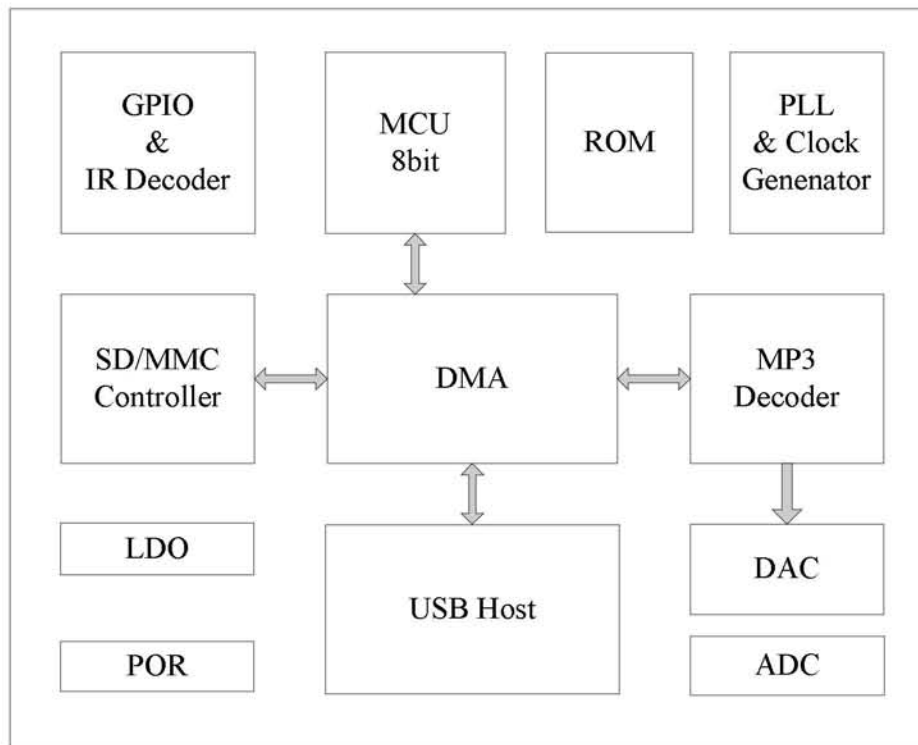 GPIO
&
IR Decoder
MCU
8bit
ROM
PLL
& Clock
Genenator
SD/MMC
Controller
DMA
MP3
Decoder
LDO
USB Host
DAC
POR
ADC